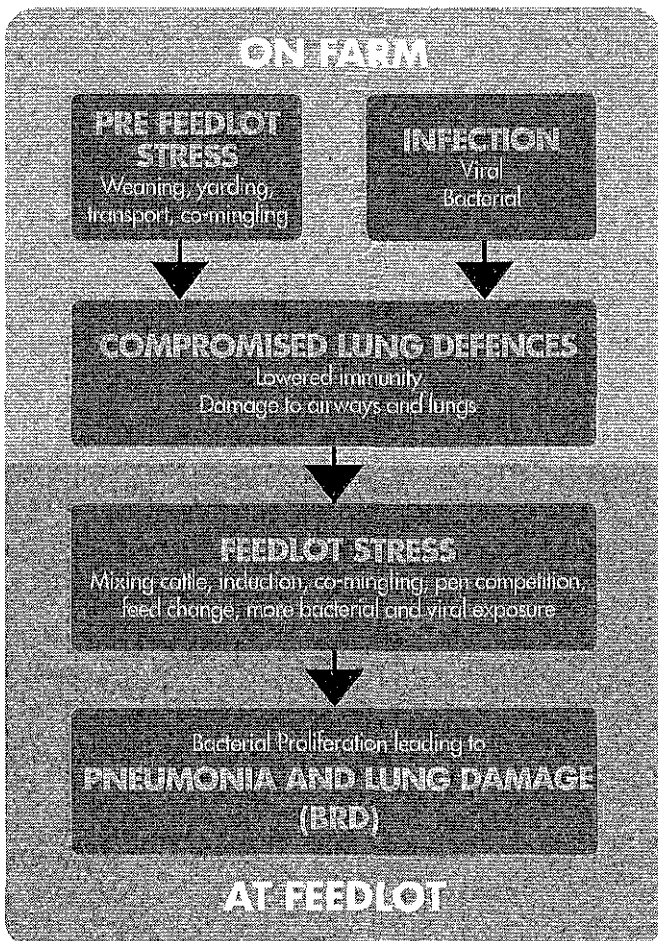 ON FARM
PRE FEEDLOT
STRESS
Weaning, yarding,
transport, co-mingling
INFECTION
Viral
Bacterial
COMPROMISED LUNG DEFENCES
Lowered immunity
Damage to airways and lungs
FEEDLOT STRESS
Mixing cattle, induction, co-mingling, pen competition,
feed change, more bacterial and viral exposure
Bacterial Proliferation leading to
PNEUMONIA AND LUNG DAMAGE
(BRD)
AT FEEDLOT